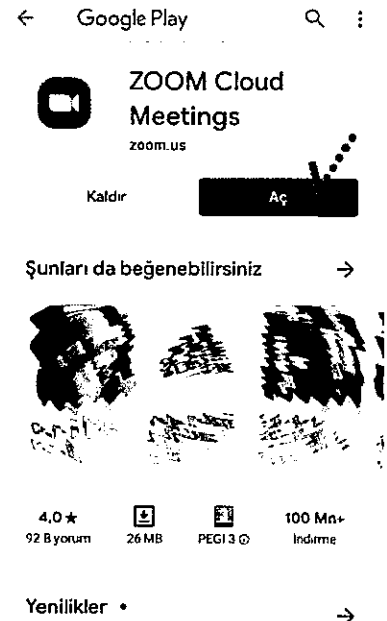 Google Play
ZOOM Cloud
Meetings
zoom.us
Kaldır
Aç
Şunları da beğenebilirsiniz
4,0 ★
92 B yorum
26 MB
PEGI 3
100 Mn+
İndirme
Yenilikler •